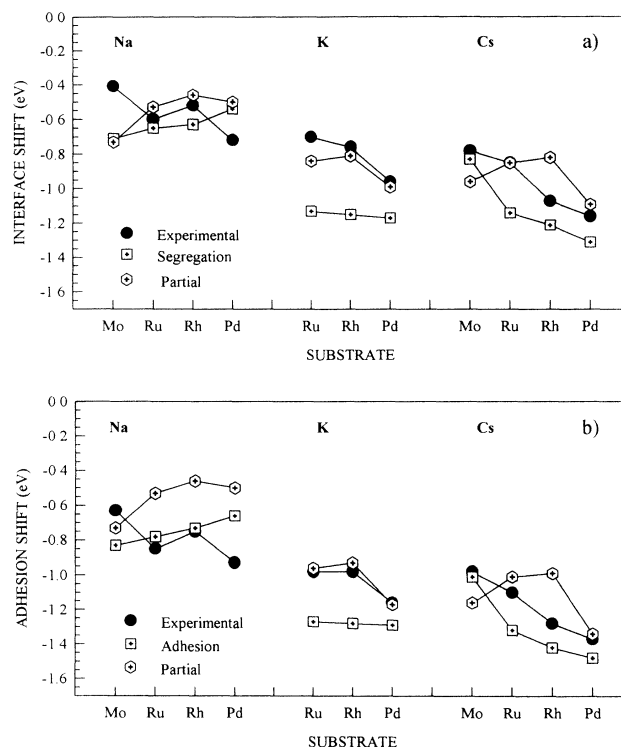 0 0
Na K Cs a)
-0 2
-0 4
-0 6
-0 8
-1 0
-1 2
-1 4
-1 6
INTERFACE SHIFT (eV)
Experimental
Segregation
Partial
Mo Ru Rh Pd Ru Rh Pd Mo Ru Rh Pd
SUBSTRATE
0 0
Na K Cs b)
-0 2
-0 4
-0 6
-0 8
-1.0
-1.2
-1.4
-1.6
ADHESION SHIFT (eV)
Experimental
Adhesion
Partial
Mo Ru Rh Pd Ru Rh Pd Mo Ru Rh Pd
SUBSTRATE